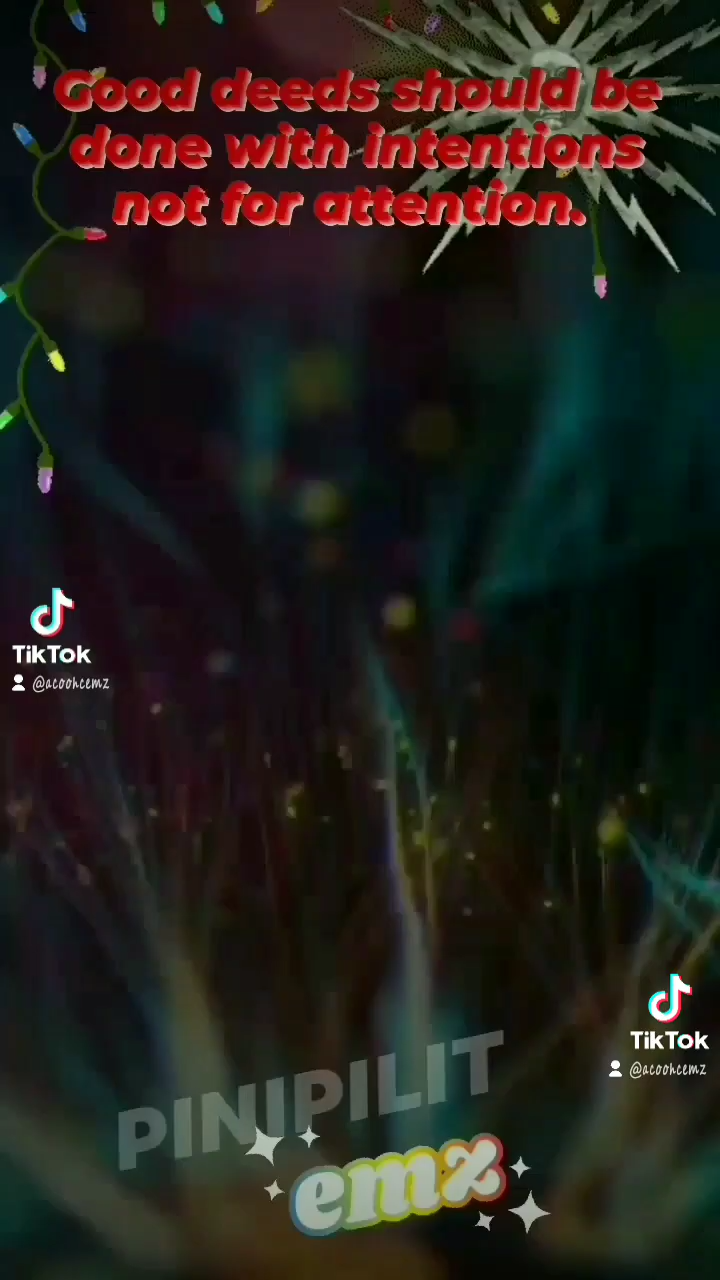 Good deeds should be
done with intentions
not for attention.
TikTok
@acoohcemz
TikTok
@acoohcemz
PINIPILIT
emz